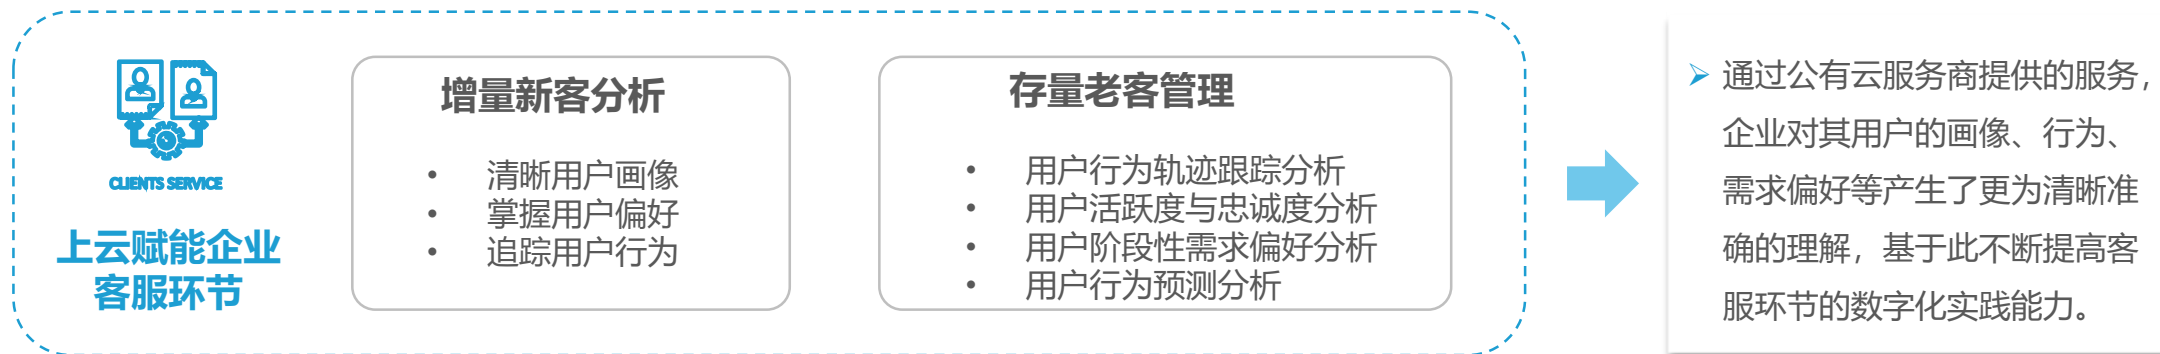 CLIENTS SERVICE
上云赋能企业
客服环节
增量新客分析
• 清晰用户画像
• 掌握用户偏好
• 追踪用户行为
存量老客管理
• 用户行为轨迹跟踪分析
• 用户活跃度与忠诚度分析
• 用户阶段性需求偏好分析
• 用户行为预测分析
➢ 通过公有云服务商提供的服务，
企业对其用户的画像、行为、
需求偏好等产生了更为清晰准
确的理解，基于此不断提高客
服环节的数字化实践能力。